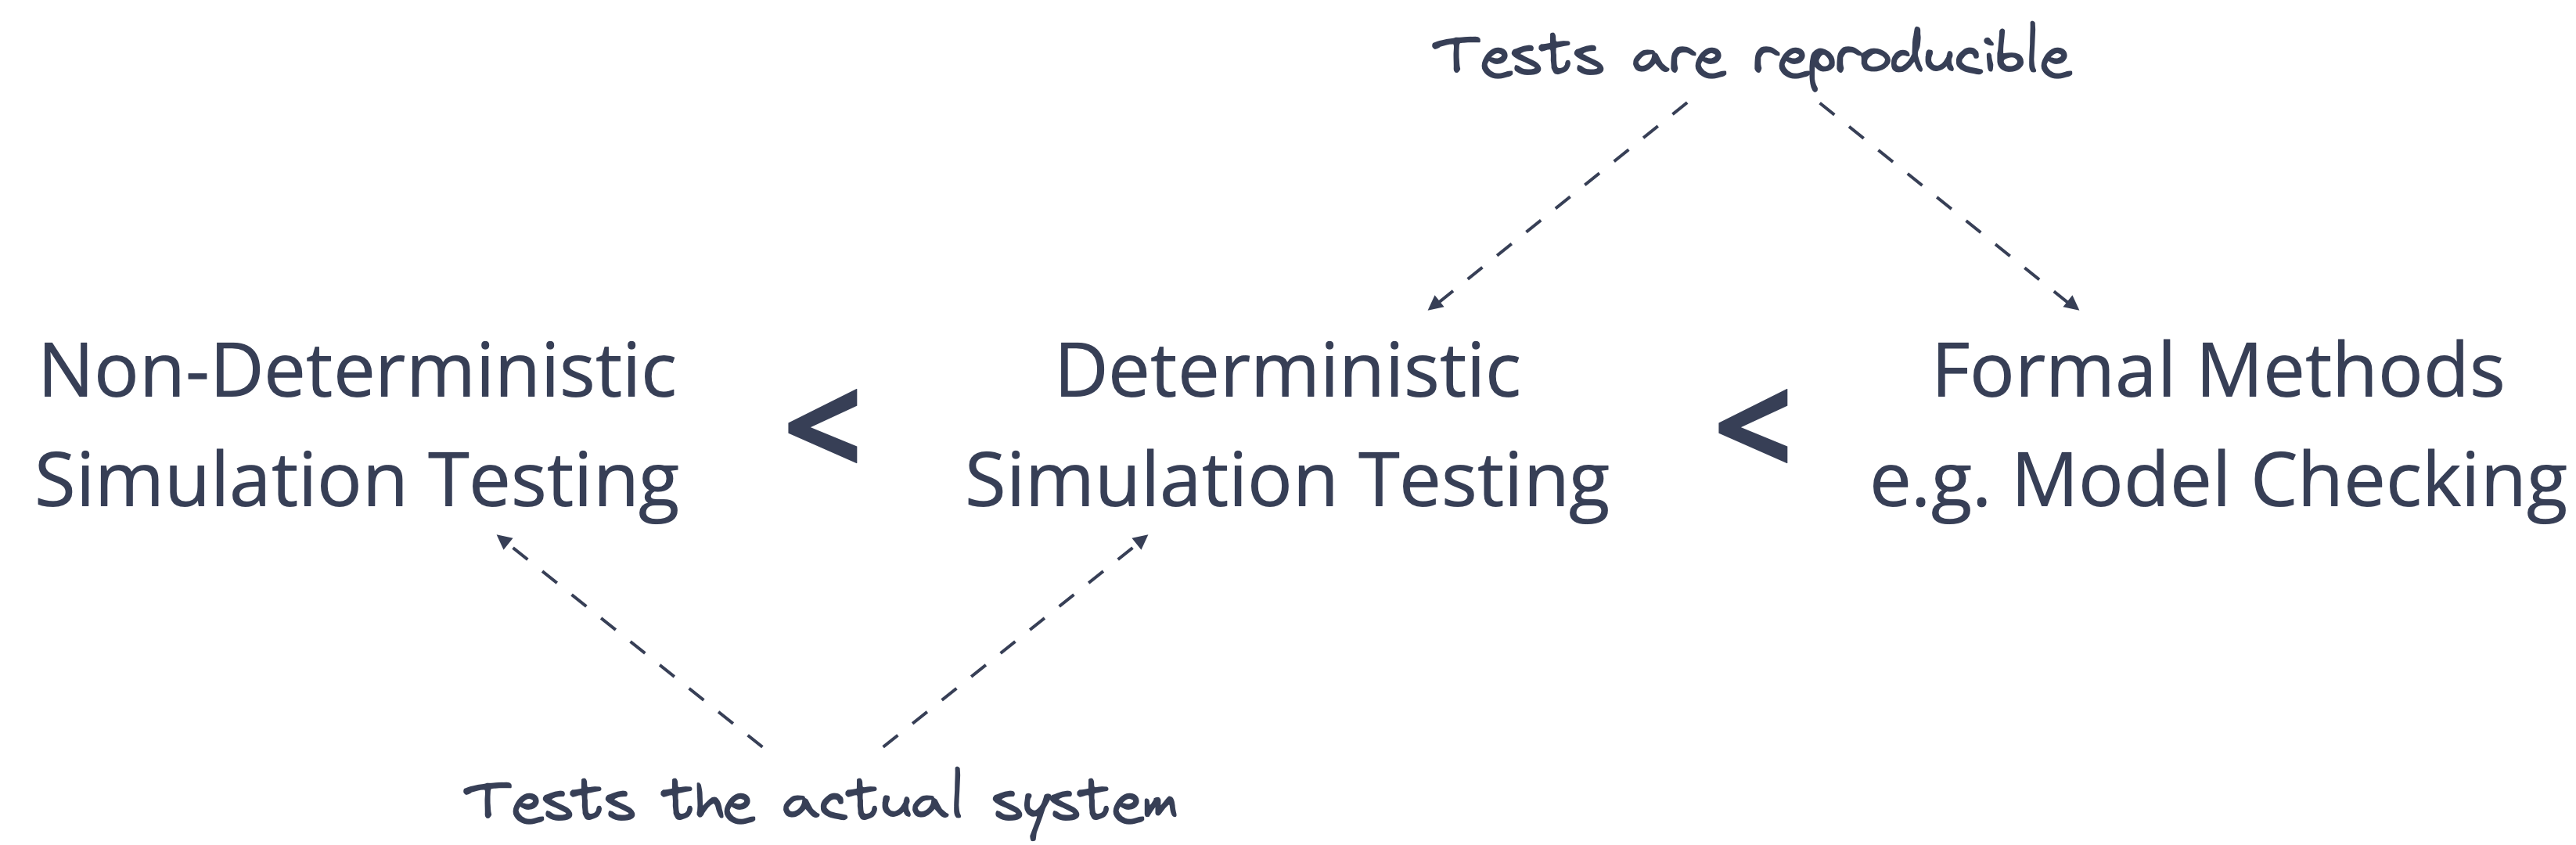 Tests are reproducible
Non-Deterministic
Simulation Testing
<
Deterministic
Simulation Testing
<
Formal Methods
e.g. Model Checking
Tests the actual system